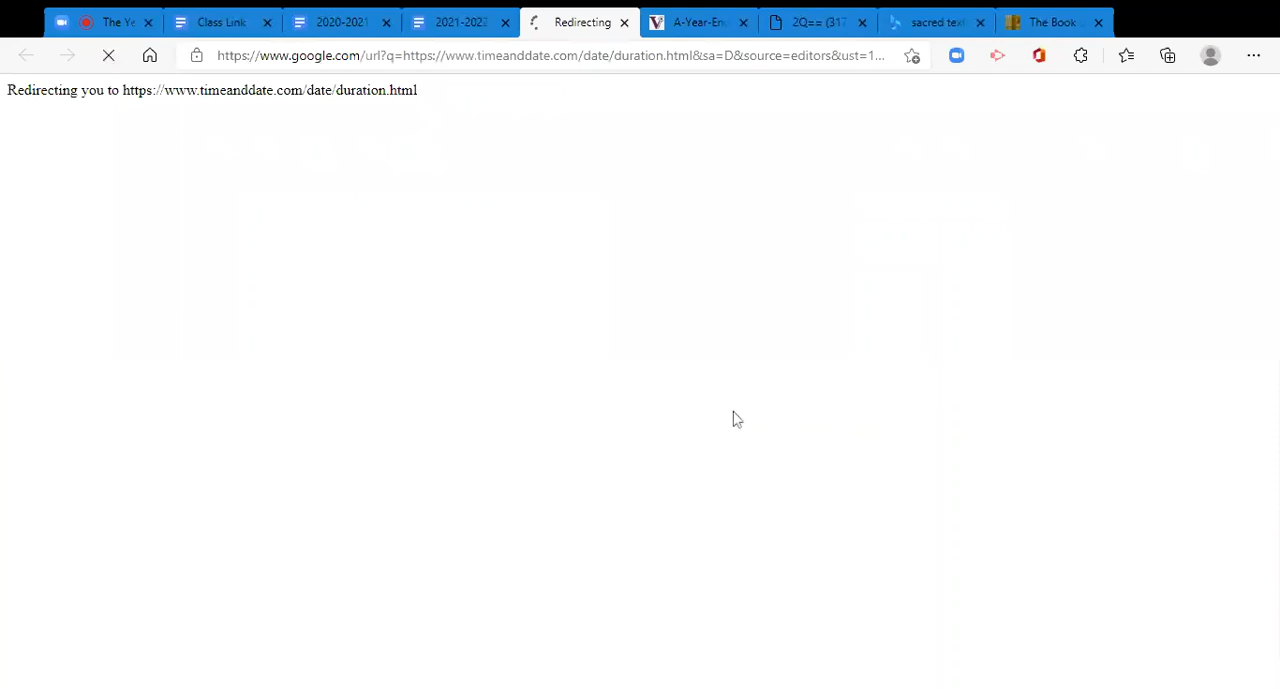 The Ye
Class Link
2020-2021
2021-2022
Redirecting
A-Year-En
2Q== (317
sacred text
The Book
https://www.google.com/url?q=https://www.timeanddate.com/date/duration.html&sa=D&source=editors&ust=1...
Redirecting you to https://www.timeanddate.com/date/duration.html